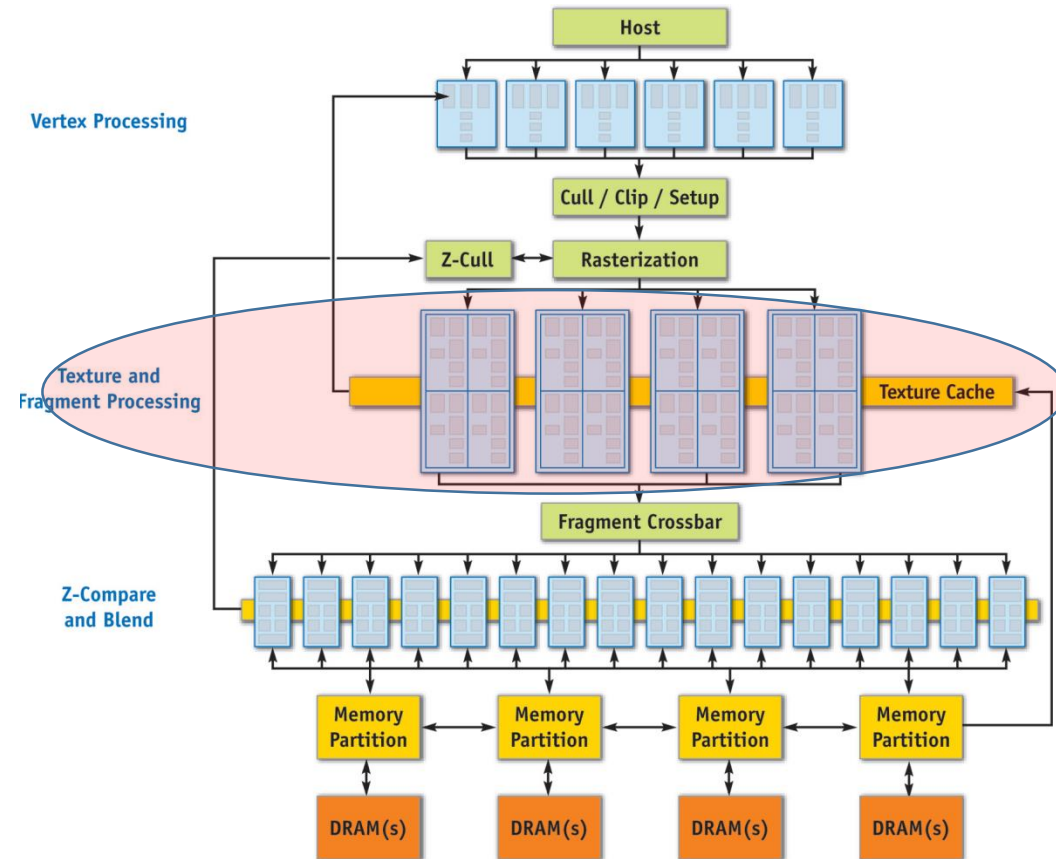 Host
Vertex Processing
Cull / Clip / Setup
Z-Cull
Rasterization
Texture and
Fragment Processing
Texture Cache
Fragment Crossbar
Z-Compare
and Blend
Memory
Partition
Memory
Partition
Memory
Partition
Memory
Partition
DRAM(s)
DRAM(s)
DRAM(s)
DRAM(s)